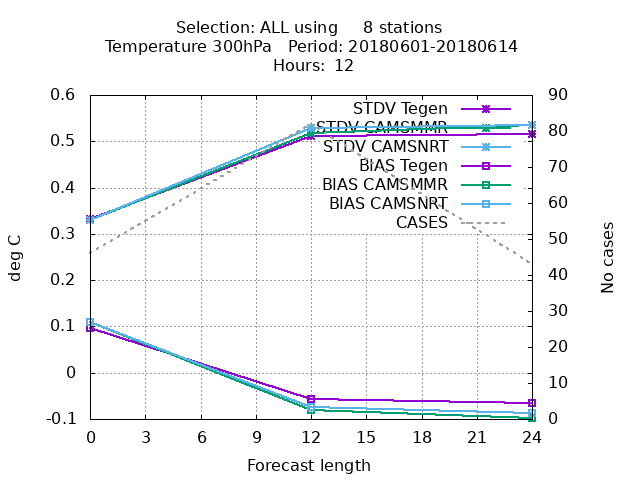 Selection: ALL using     8 stations
Temperature 300hPa   Period: 20180601-20180614
Hours:  12
0.6
0.5
0.4
0.3
0.2
0.1
0
-0.1
deg C
STDV Tegen
STDV CAMSMMR
STDV CAMSNRT
BIAS Tegen
BIAS CAMSMMR
BIAS CAMSNRT
CASES
90
80
70
60
50
40
30
20
10
0
No cases
0 3 6 9 12 15 18 21 24
Forecast length